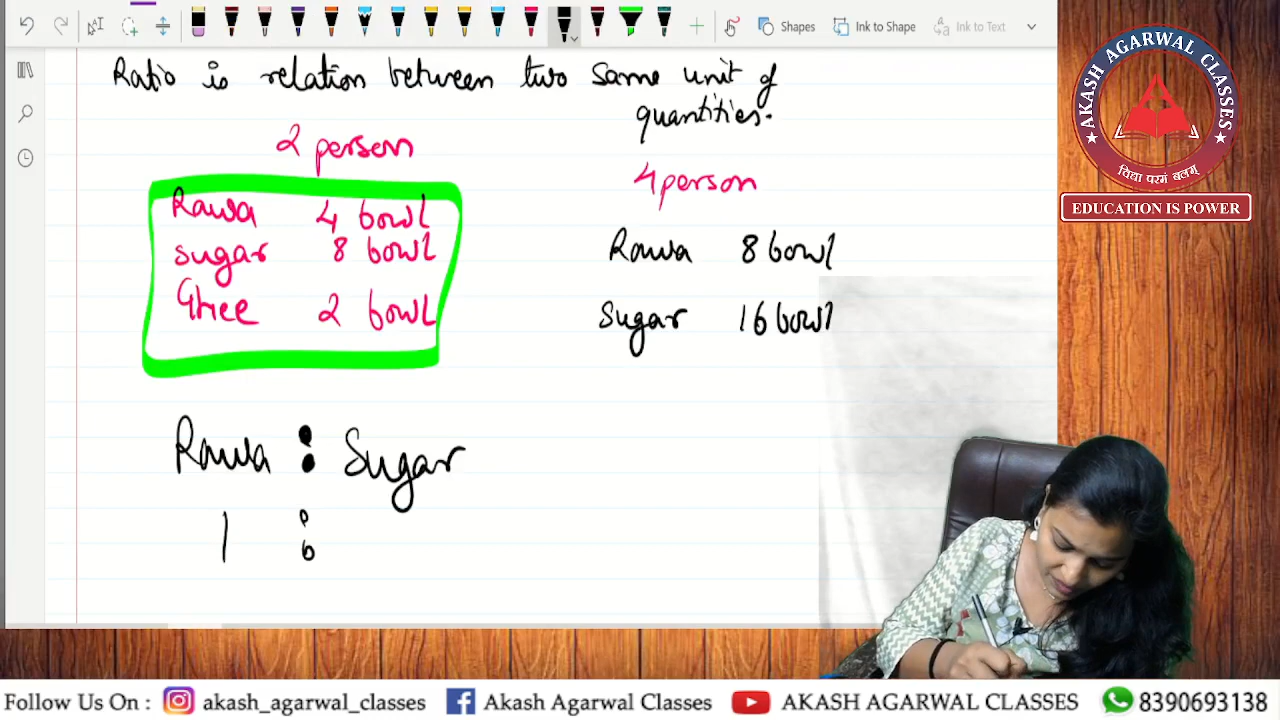 Shapes
Ink to Shape
Ink to Text
Ratio is relation between two same unit of
quantities.
2 person
4 person
Rawa 4 bowl
Sugar 8 bowl
Ghee 2 bowl
Rawa 8 bowl
Sugar 16 bowl
Rawa : Sugar
1 :
AKASH AGARWAL CLASSES
विद्या परमं बलम्
EDUCATION IS POWER
Follow Us On : akash_agarwal_classes Akash Agarwal Classes AKASH AGARWAL CLASSES 8390693138